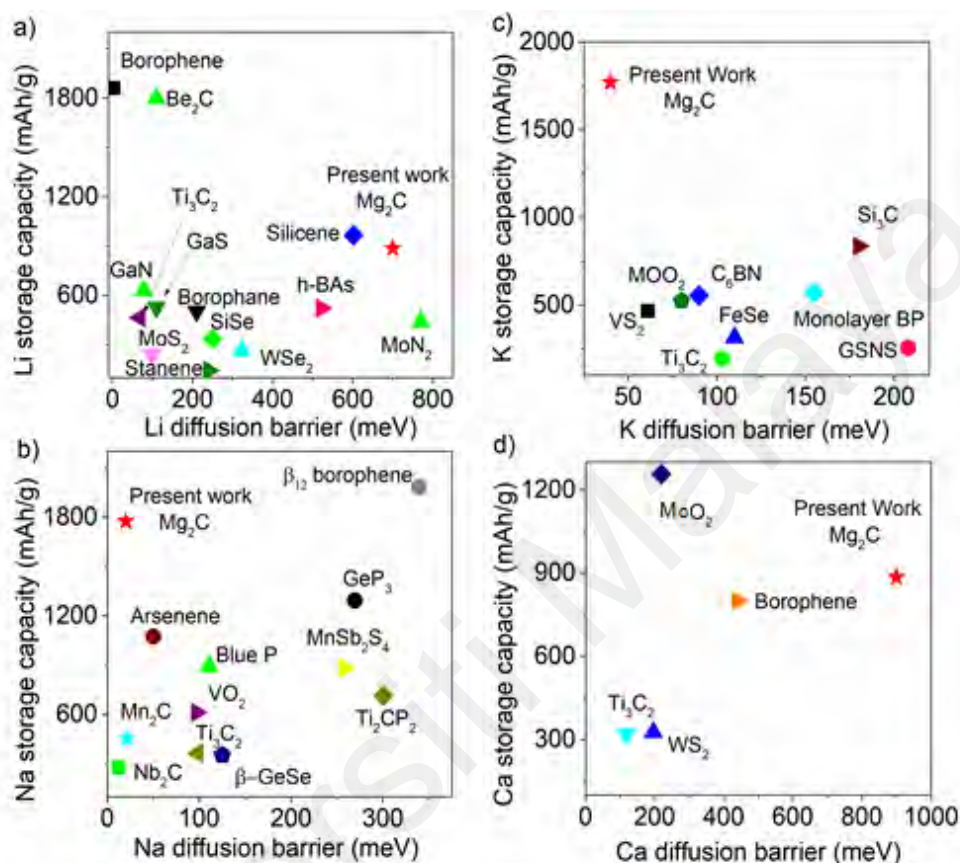 a)
Li storage capacity (mAh/g)
1800
1200
600
Borophene
Be₂C
Ti₃C₂
GaS
Present work
Mg₂C
Silicene
GaN
Borophane
h-BAs
SiSe
MoS₂
WSe₂
MoN₂
Stanene
0 200 400 600 800
Li diffusion barrier (meV)
b)
Na storage capacity (mAh/g)
1800
1200
600
β₁₂ borophene
Present work
Mg₂C
GeP₃
Arsenene
MnSb₂S₄
Blue P
VO₂
Mn₂C
Ti₃C₂
Ti₂CP₂
Nb₂C
β-GeSe
0 100 200 300
Na diffusion barrier (meV)
c)
K storage capacity (mAh/g)
2000
1500
1000
500
Present Work
Mg₂C
Si₃C
MOO₂
C₆BN
VS₂
FeSe
Monolayer BP
Ti₃C₂
GSNS
50 100 150 200
K diffusion barrier (meV)
d)
Ca storage capacity (mAh/g)
1200
900
600
300
MoO₂
Present Work
Mg₂C
Borophene
Ti₃C₂
WS₂
0 200 400 600 800 1000
Ca diffusion barrier (meV)